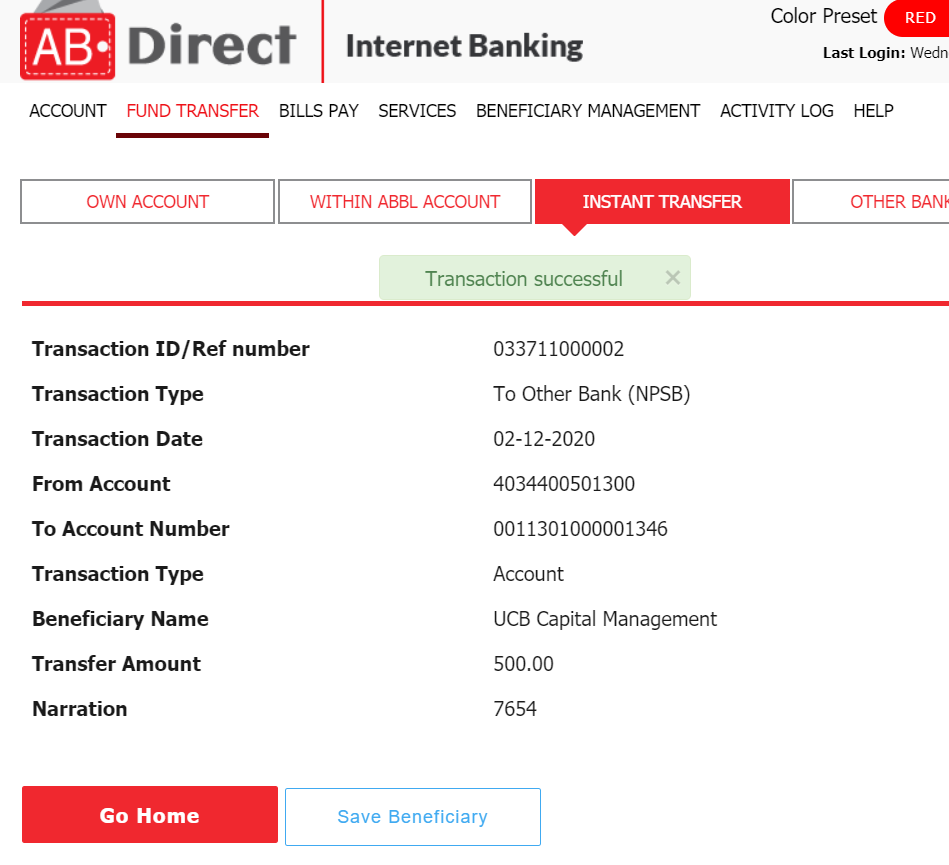 Color Preset RED
AB Direct Internet Banking
Last Login: Wedn
ACCOUNT FUND TRANSFER BILLS PAY SERVICES BENEFICIARY MANAGEMENT ACTIVITY LOG HELP
OWN ACCOUNT WITHIN ABBL ACCOUNT INSTANT TRANSFER OTHER BANK
Transaction successful ×
Transaction ID/Ref number 033711000002
Transaction Type To Other Bank (NPSB)
Transaction Date 02-12-2020
From Account 4034400501300
To Account Number 0011301000001346
Transaction Type Account
Beneficiary Name UCB Capital Management
Transfer Amount 500.00
Narration 7654
Go Home Save Beneficiary